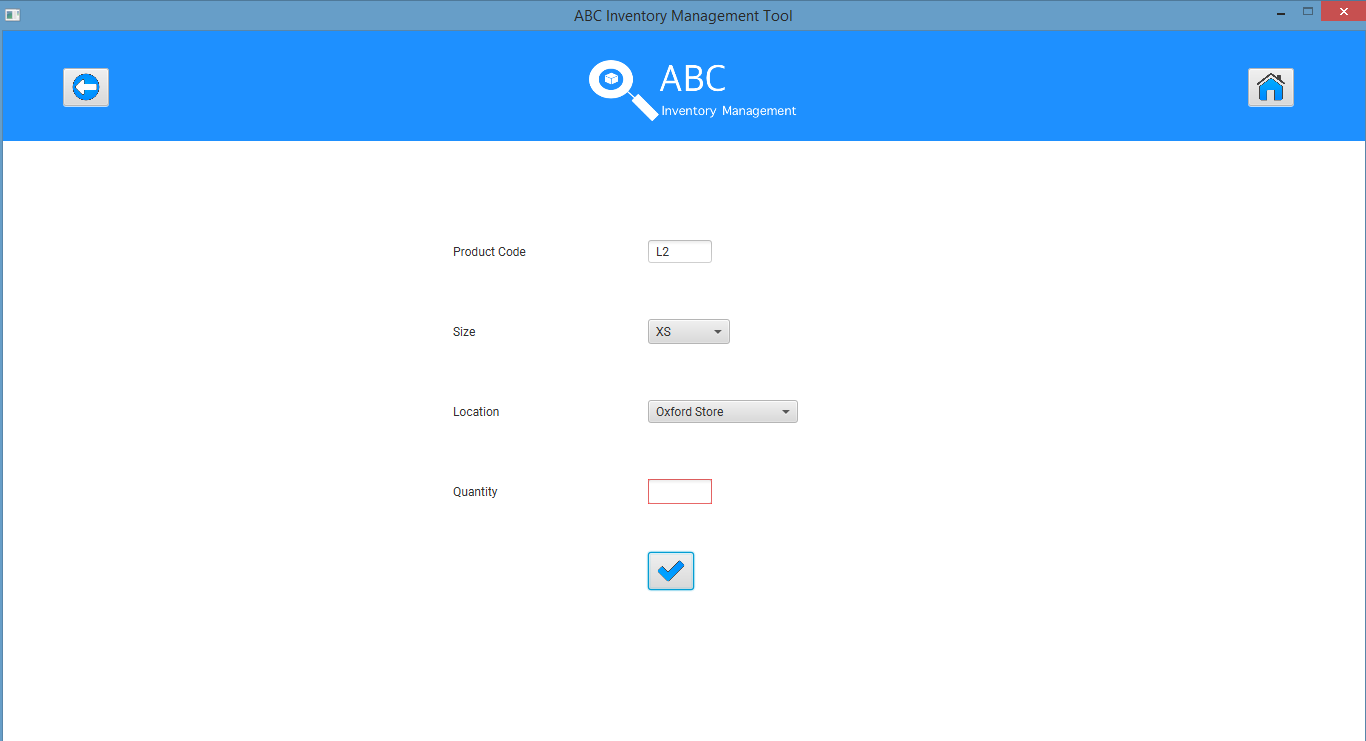 ABC Inventory Management Tool
ABC
Inventory Management
Product Code
L2
Size
XS
Location
Oxford Store
Quantity